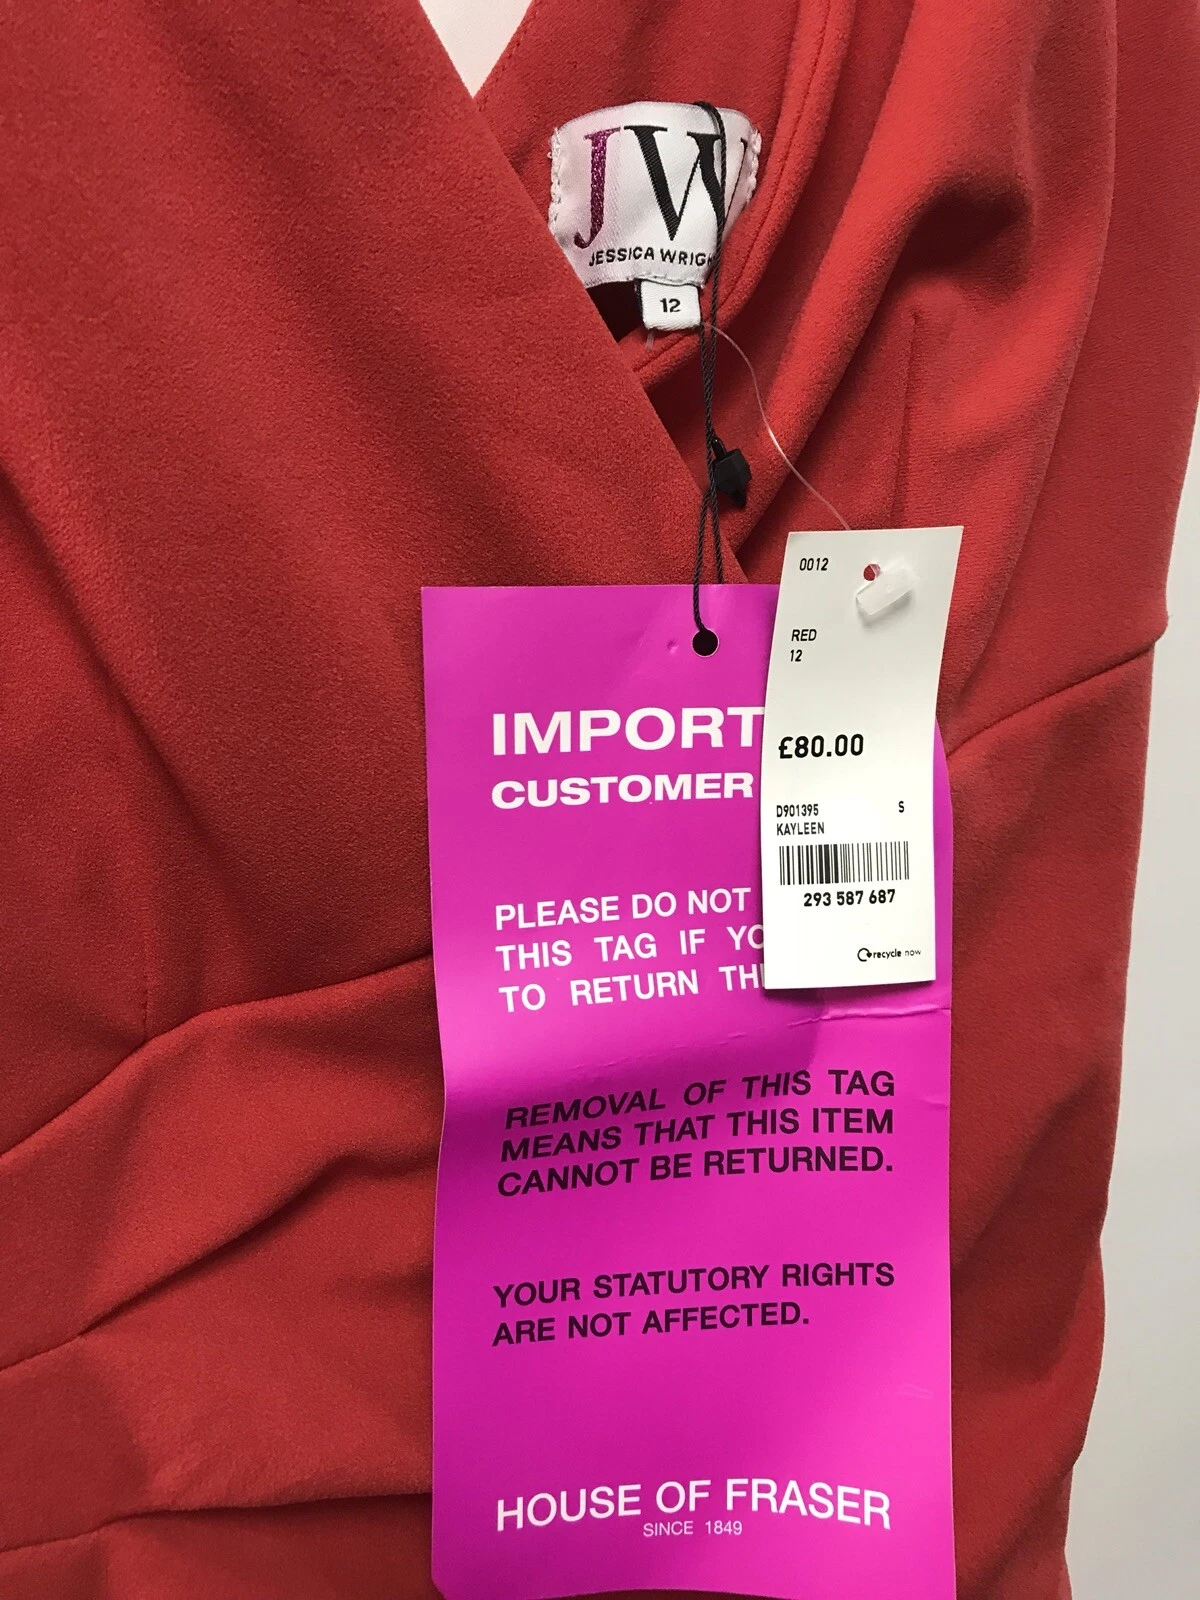 JW
JESSICA WRIGH
12
0012
RED
12
£80.00
D901395 S
KAYLEEN
293 587 687
recycle now
IMPORT
CUSTOMER
PLEASE DO NOT
THIS TAG IF YO
TO RETURN THI
REMOVAL OF THIS TAG
MEANS THAT THIS ITEM
CANNOT BE RETURNED.
YOUR STATUTORY RIGHTS
ARE NOT AFFECTED.
HOUSE OF FRASER
SINCE 1849